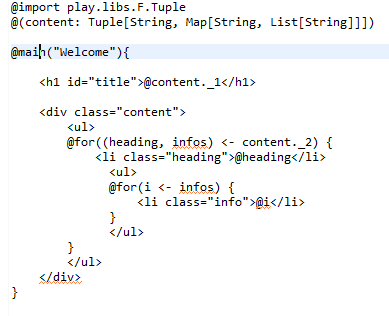 @import play.libs.F.Tuple
@(content: Tuple[String, Map[String, List[String]]])
@main("Welcome"){
<h1 id="title">@content._1</h1>
<div class="content">
<ul>
@for((heading, infos) <- content._2) {
<li class="heading">@heading</li>
<ul>
@for(i <- infos) {
<li class="info">@i</li>
}
</ul>
}
</ul>
</div>
}